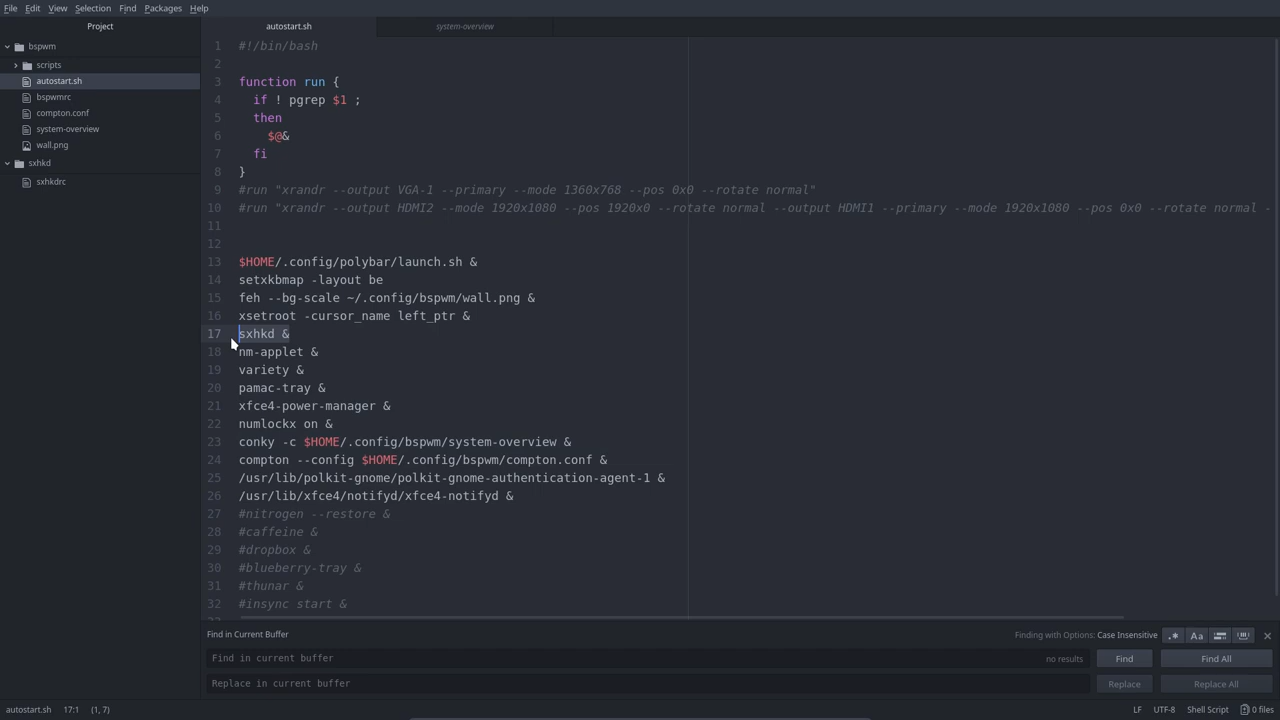 File Edit View Selection Find Packages Help
Project
autostart.sh
system-overview
bspwm
scripts
autostart.sh
bspwmrc
compton.conf
system-overview
wall.png
sxhkd
sxhkdrc
1 #!/bin/bash
2
3 function run {
4 if ! pgrep $1 ;
5 then
6 $@&
7 fi
8 }
9 #run "xrandr --output VGA-1 --primary --mode 1360x768 --pos 0x0 --rotate normal"
10 #run "xrandr --output HDMI2 --mode 1920x1080 --pos 1920x0 --rotate normal --output HDMI1 --primary --mode 1920x1080 --pos 0x0 --rotate normal -
11
12
13 $HOME/.config/polybar/launch.sh &
14 setxkbmap -layout be
15 feh --bg-scale ~/.config/bspwm/wall.png &
16 xsetroot -cursor_name left_ptr &
17 sxhkd &
18 nm-applet &
19 variety &
20 pamac-tray &
21 xfce4-power-manager &
22 numlockx on &
23 conky -c $HOME/.config/bspwm/system-overview &
24 compton --config $HOME/.config/bspwm/compton.conf &
25 /usr/lib/polkit-gnome/polkit-gnome-authentication-agent-1 &
26 /usr/lib/xfce4/notifyd/xfce4-notifyd &
27 #nitrogen --restore &
28 #caffeine &
29 #dropbox &
30 #blueberry-tray &
31 #thunar &
32 #insync start &
Find in Current Buffer
Finding with Options: Case Insensitive
.* Aa
Find in current buffer
no results
Find
Find All
Replace in current buffer
Replace
Replace All
autostart.sh 17:1 (1, 7)
LF UTF-8 Shell Script 0 files